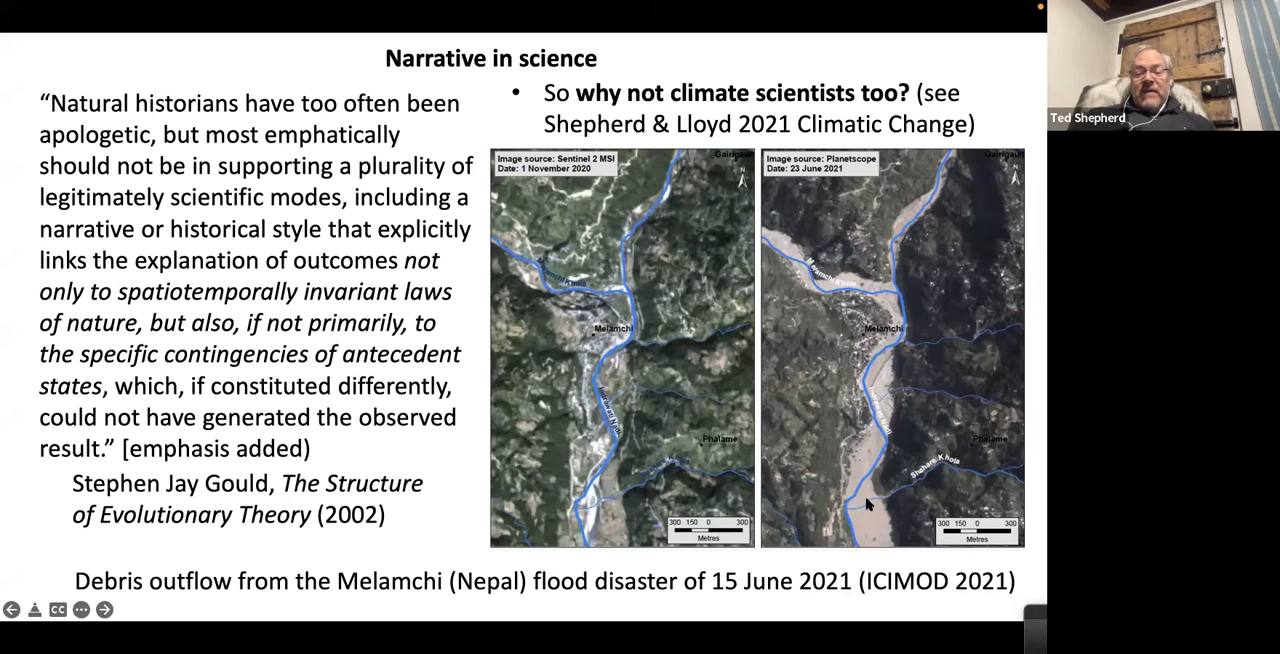 Narrative in science
“Natural historians have too often been
apologetic, but most emphatically
should not be in supporting a plurality of
legitimately scientific modes, including a
narrative or historical style that explicitly
links the explanation of outcomes not
only to spatiotemporally invariant laws
of nature, but also, if not primarily, to
the specific contingencies of antecedent
states, which, if constituted differently,
could not have generated the observed
result.” [emphasis added)
Stephen Jay Gould, The Structure
of Evolutionary Theory (2002)
• So why not climate scientists too? (see
Shepherd & Lloyd 2021 Climatic Change)
Image source: Sentinel 2 MSI
Date: 1 November 2020
N
Melamchi Khola
Melamchi
Phalame
300 150 0 300
Metres
Image source: Planetscope
Date: 23 June 2021
N
Melamchi Khola
Melamchi
Phalame
Shahare Khola
300 150 0 300
Metres
Debris outflow from the Melamchi (Nepal) flood disaster of 15 June 2021 (ICIMOD 2021)
CC
Ted Shepherd